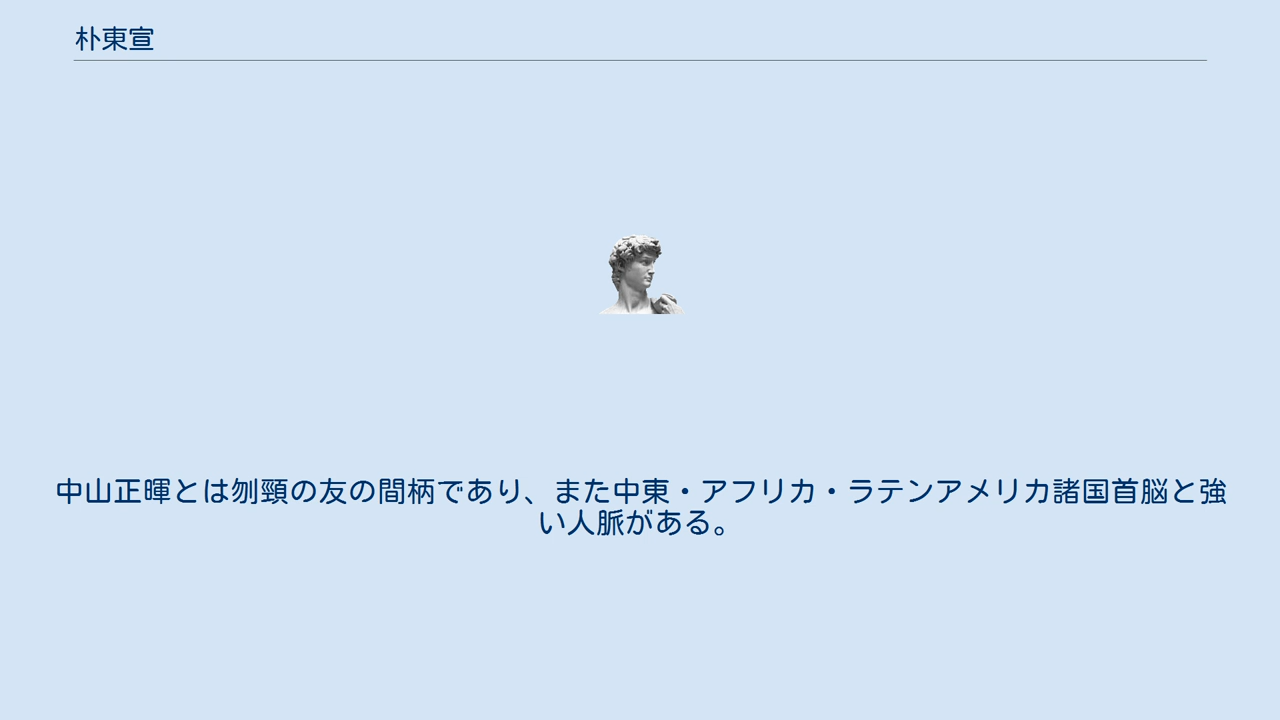 朴東宣
中山正暉とは刎頸の友の間柄であり、また中東・アフリカ・ラテンアメリカ諸国首脳と強
い人脈がある。